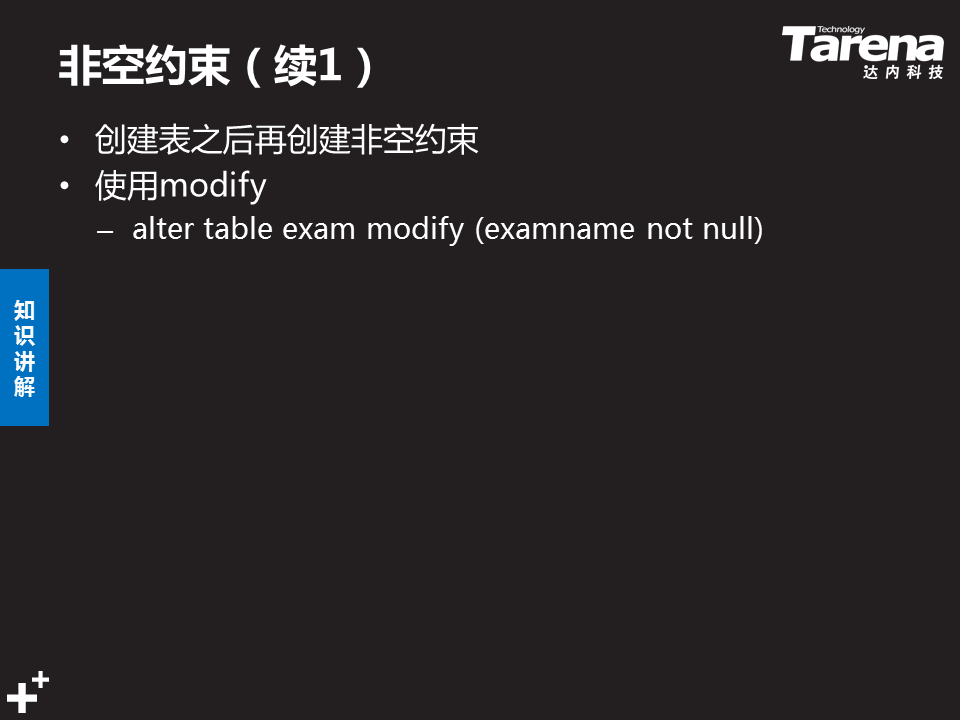 非空约束（续1）
Technology
Tarena
达内科技
• 创建表之后再创建非空约束
• 使用modify
– alter table exam modify (examname not null)
知
识
讲
解